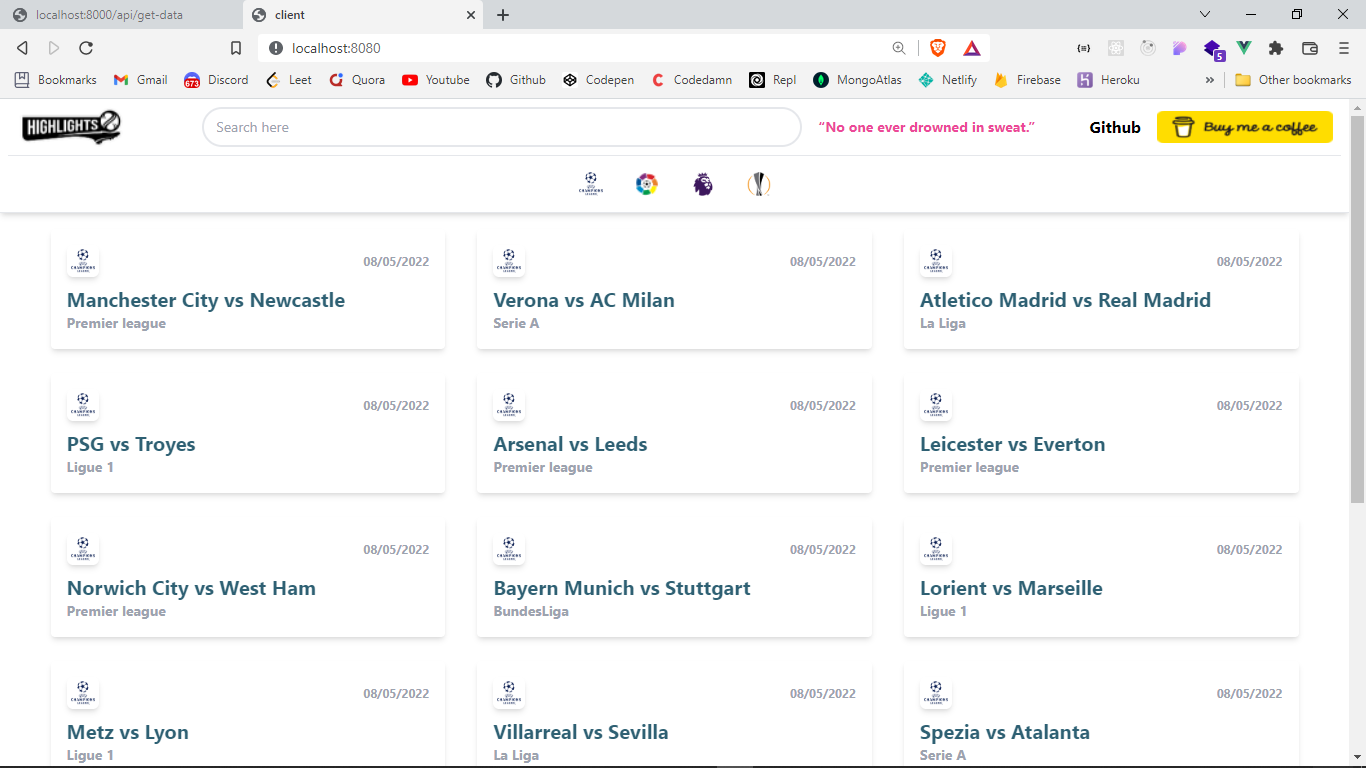 localhost:8000/api/get-data
client
localhost:8080
5
Bookmarks
Gmail
673
Discord
Leet
Quora
Youtube
Github
Codepen
Codedamn
Repl
MongoAtlas
Netlify
Firebase
Heroku
Other bookmarks
HIGHLIGHTS
Search here
“No one ever drowned in sweat.”
Github
Buy me a coffee
08/05/2022
Manchester City vs Newcastle
Premier league
08/05/2022
Verona vs AC Milan
Serie A
08/05/2022
Atletico Madrid vs Real Madrid
La Liga
08/05/2022
PSG vs Troyes
Ligue 1
08/05/2022
Arsenal vs Leeds
Premier league
08/05/2022
Leicester vs Everton
Premier league
08/05/2022
Norwich City vs West Ham
Premier league
08/05/2022
Bayern Munich vs Stuttgart
BundesLiga
08/05/2022
Lorient vs Marseille
Ligue 1
08/05/2022
Metz vs Lyon
Ligue 1
08/05/2022
Villarreal vs Sevilla
La Liga
08/05/2022
Spezia vs Atalanta
Serie A